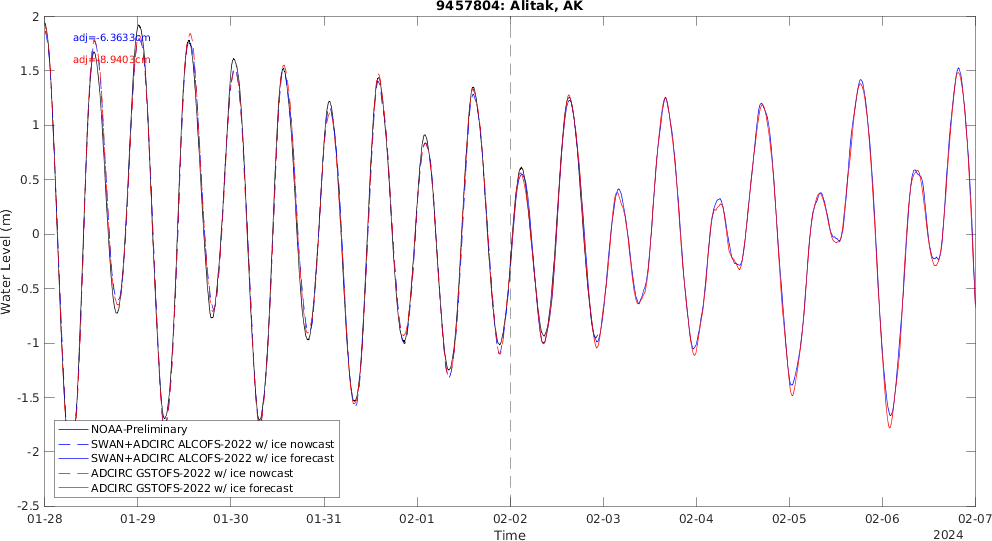 9457804: Alitak, AK
2
adj=-6.3633cm
adj=-8.9403cm
1.5
1
0.5
0
-0.5
-1
-1.5
-2
-2.5
Water Level (m)
NOAA-Preliminary
SWAN+ADCIRC ALCOFS-2022 w/ ice nowcast
SWAN+ADCIRC ALCOFS-2022 w/ ice forecast
ADCIRC GSTOFS-2022 w/ ice nowcast
ADCIRC GSTOFS-2022 w/ ice forecast
01-28 01-29 01-30 01-31 02-01 02-02 02-03 02-04 02-05 02-06 02-07
Time
2024